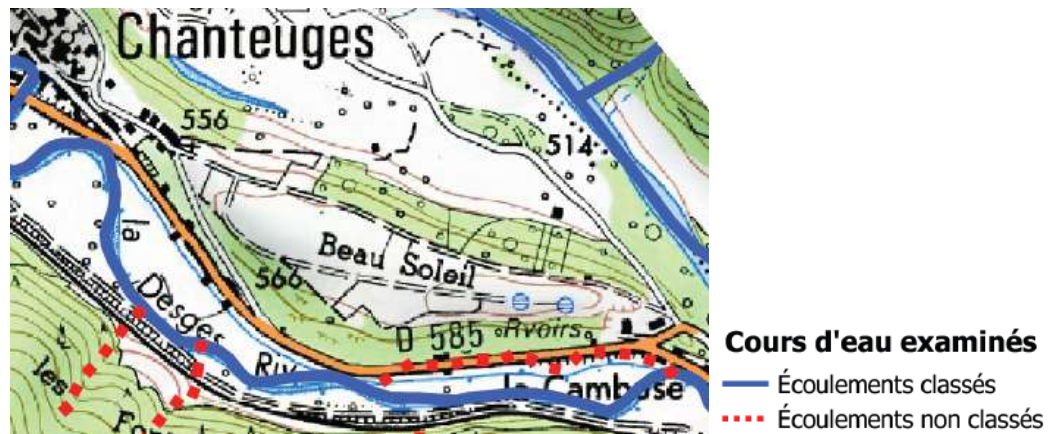 Chanteuges
556
514
Beau Soleil
566
la
Desges
D 585
Rvoirs
Riv
la Cambuse
les
Cours d'eau examinés
Écoulements classés
Écoulements non classés